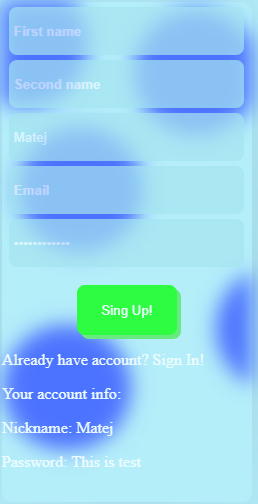 First name
Second name
Matej
Email
••••••••••••
Sing Up!
Already have account? Sign In!
Your account info:
Nickname: Matej
Password: This is test